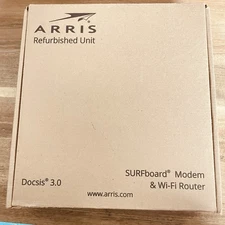 ARRIS
Refurbished Unit
SURFboard® Modem
Docsis® 3.0
& Wi-Fi Router
www.arris.com